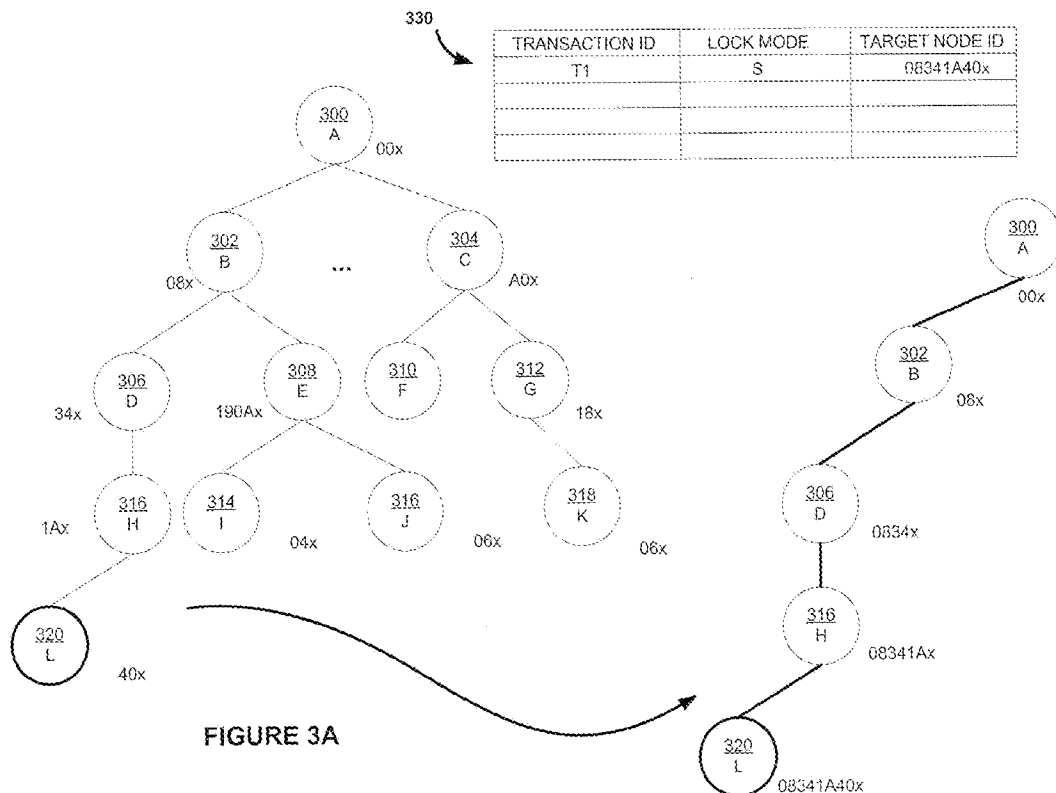 330
TRANSACTION ID LOCK MODE TARGET NODE ID
T1 S 08341A40x
300
A
00x
302
B
08x
...
304
C
A0x
306
D
34x
308
E
190Ax
310
F
312
G
18x
316
H
1Ax
314
I
04x
316
J
06x
318
K
06x
320
L
40x
300
A
00x
302
B
08x
306
D
0834x
316
H
08341Ax
320
L
08341A40x
FIGURE 3A